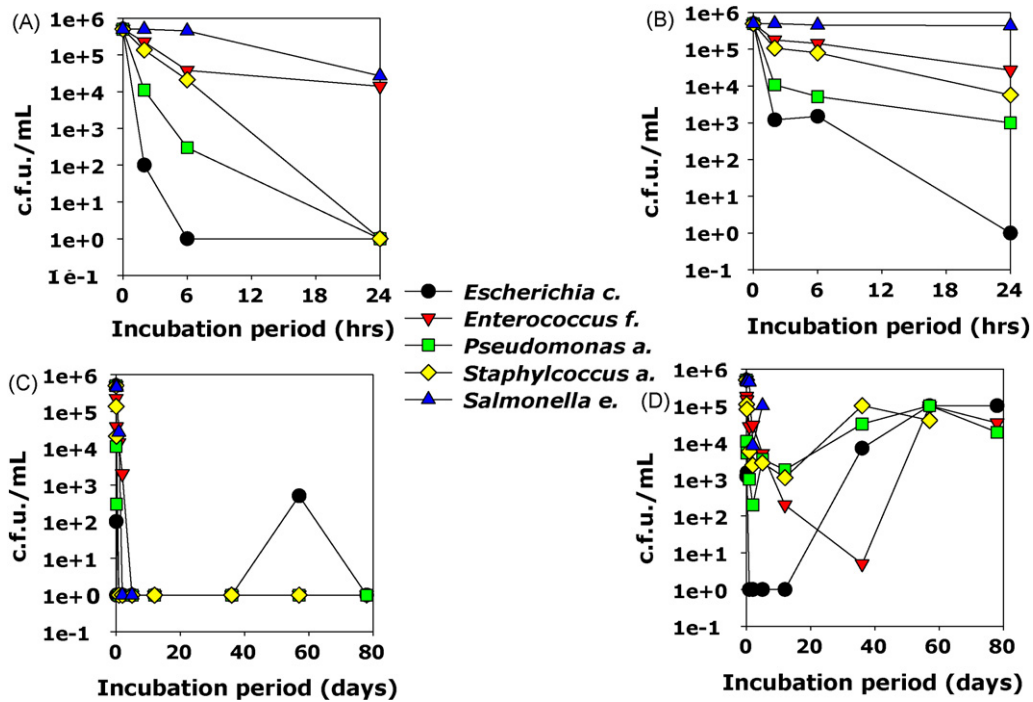 (A)
1e+6
1e+5
1e+4
1e+3
1e+2
1e+1
1e+0
1e-1
c.f.u./mL
0 6 12 18 24
Incubation period (hrs)
(B)
1e+6
1e+5
1e+4
1e+3
1e+2
1e+1
1e+0
1e-1
c.f.u./mL
0 6 12 18 24
Incubation period (hrs)
Escherichia c.
Enterococcus f.
Pseudomonas a.
Staphylcoccus a.
Salmonella e.
(C)
1e+6
1e+5
1e+4
1e+3
1e+2
1e+1
1e+0
1e-1
c.f.u./mL
0 20 40 60 80
Incubation period (days)
(D)
1e+6
1e+5
1e+4
1e+3
1e+2
1e+1
1e+0
1e-1
c.f.u./mL
0 20 40 60 80
Incubation period (days)